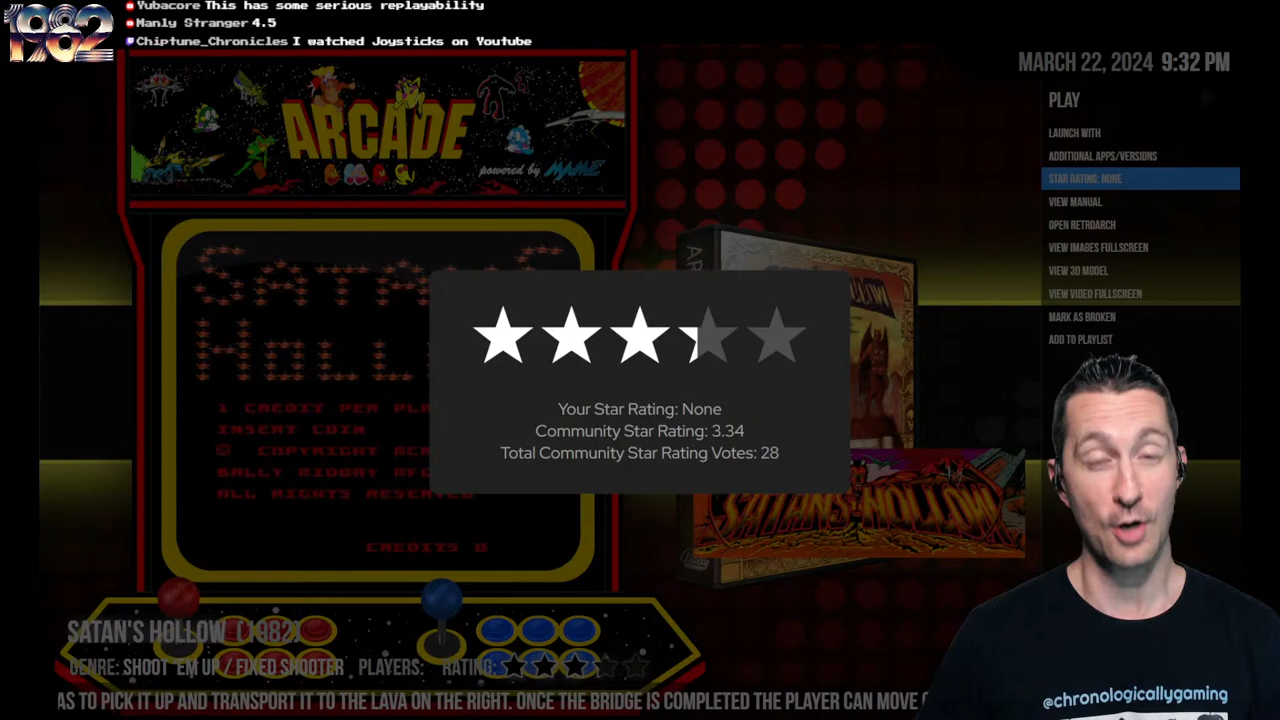 1982
Yubacore This has some serious replayability
Manly Stranger 4.5
Chiptune_Chronicles I watched Joysticks on Youtube
MARCH 22, 2024 9:32 PM
ARCADE
powered by MAME
PLAY
LAUNCH WITH
ADDITIONAL APPS/VERSIONS
STAR RATING: NONE
VIEW MANUAL
OPEN RETROARCH
VIEW IMAGES FULLSCREEN
VIEW 3D MODEL
VIEW VIDEO FULLSCREEN
MARK AS BROKEN
ADD TO PLAYLIST
Your Star Rating: None
Community Star Rating: 3.34
Total Community Star Rating Votes: 28
1 CREDIT PER
INSERT COIN
COPYRIGHT
BALLY MIDWAY
ALL RIGHTS RESERVED
CREDITS 0
SATAN'S HOLLOW
SATAN'S HOLLOW (1982)
GENRE: SHOOT 'EM UP / FIXED SHOOTER PLAYERS: RATING:
AS TO PICK IT UP AND TRANSPORT IT TO THE LAVA ON THE RIGHT. ONCE THE BRIDGE IS COMPLETED THE PLAYER CAN MOVE
@chronologicallygaming